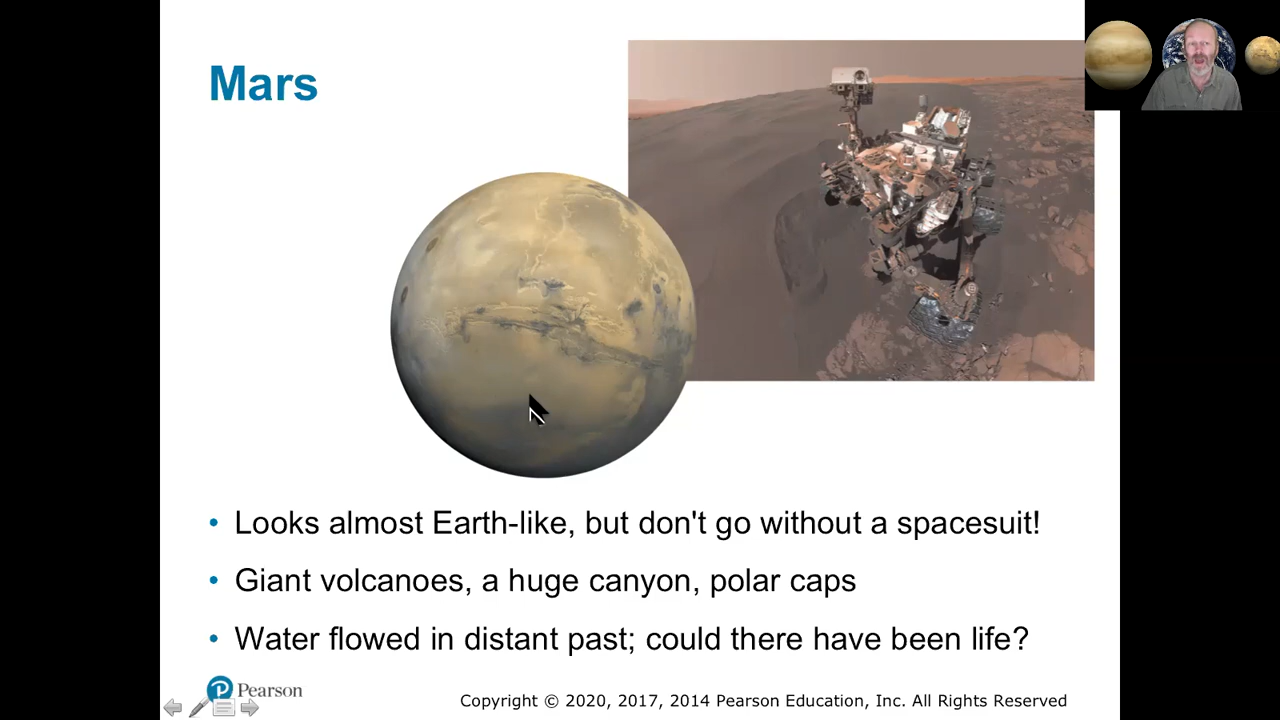 Mars
• Looks almost Earth-like, but don't go without a spacesuit!
• Giant volcanoes, a huge canyon, polar caps
• Water flowed in distant past; could there have been life?
Pearson
Copyright © 2020, 2017, 2014 Pearson Education, Inc. All Rights Reserved